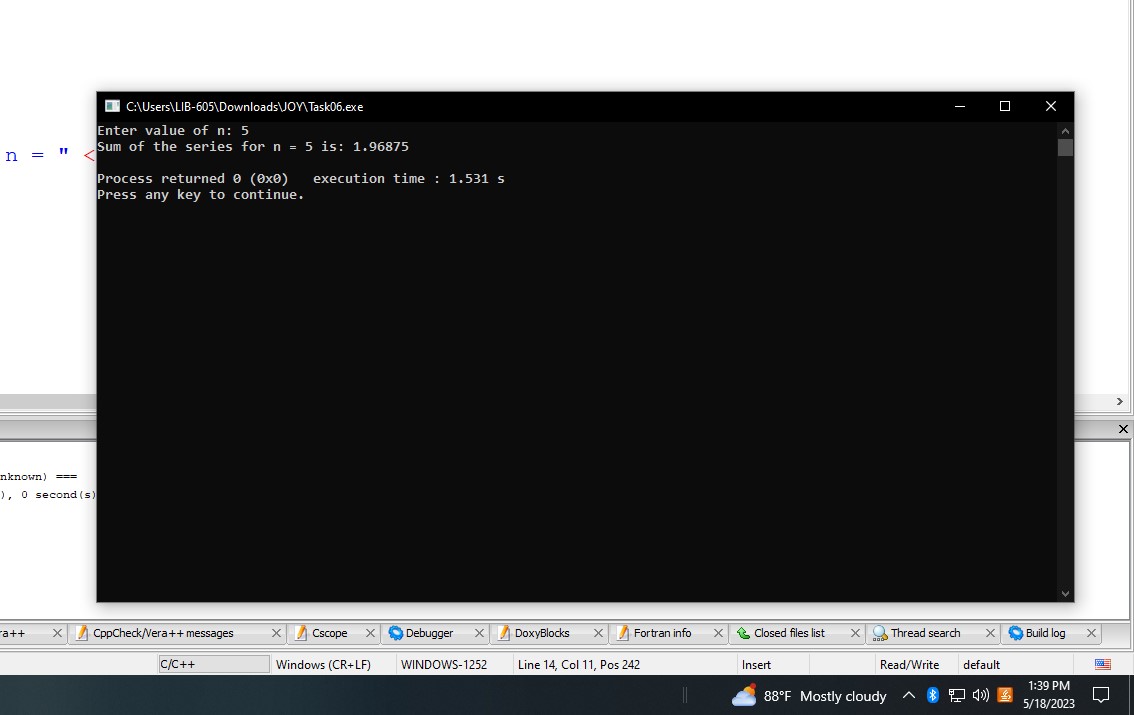 C:\Users\LIB-605\Downloads\JOY\Task06.exe
Enter value of n: 5
n = " <
Sum of the series for n = 5 is: 1.96875
Process returned 0 (0x0)   execution time : 1.531 s
Press any key to continue.
nknown) ===
), 0 second(s)
ra++
CppCheck/Vera++ messages
Cscope
Debugger
DoxyBlocks
Fortran info
Closed files list
Thread search
Build log
C/C++
Windows (CR+LF)
WINDOWS-1252
Line 14, Col 11, Pos 242
Insert
Read/Write
default
88°F Mostly cloudy
1:39 PM
5/18/2023